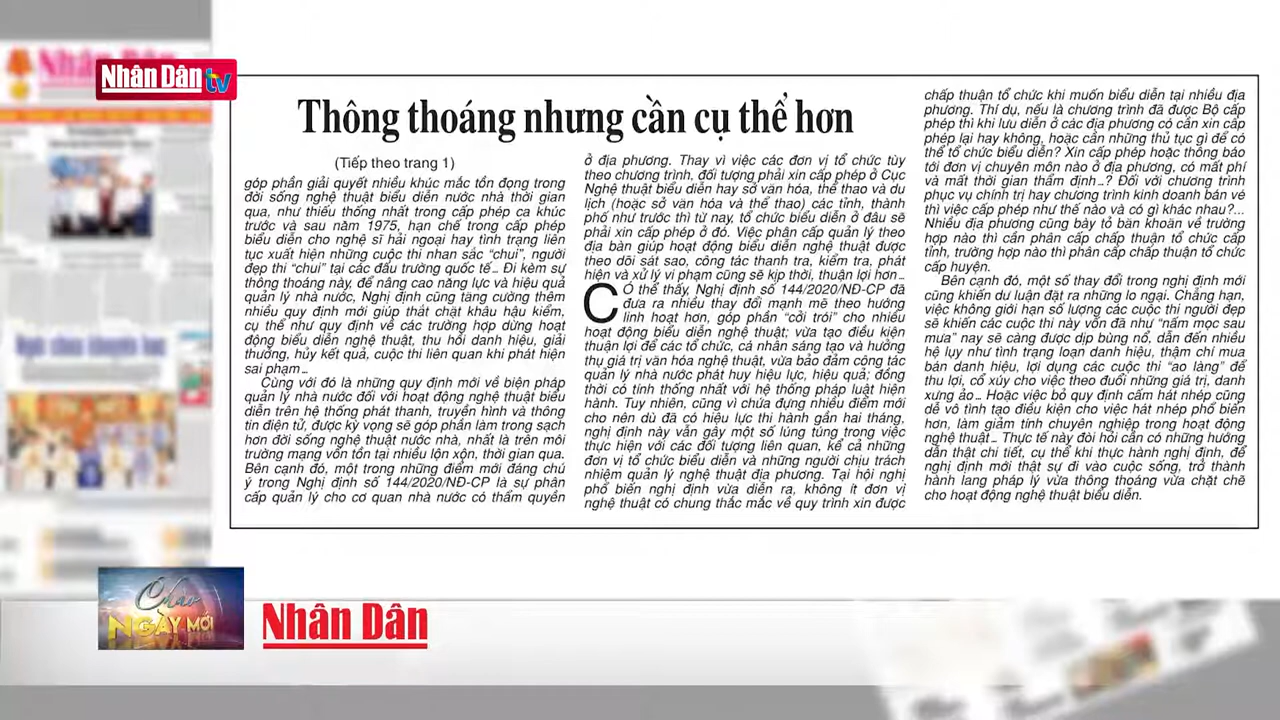 Nhân Dân tv
Thông thoáng nhưng cần cụ thể hơn
(Tiếp theo trang 1)
góp phần giải quyết nhiều khúc mắc tồn đọng trong
đời sống nghệ thuật biểu diễn nước nhà thời gian
qua, như thiếu thống nhất trong cấp phép ca khúc
trước và sau năm 1975, hạn chế trong cấp phép
biểu diễn cho nghệ sĩ hải ngoại hay tình trạng liên
tục xuất hiện những cuộc thi nhan sắc “chui”, người
đẹp thi “chui” tại các đấu trường quốc tế... Đi kèm sự
thông thoáng này, để nâng cao năng lực và hiệu quả
quản lý nhà nước, Nghị định cũng tăng cường thêm
nhiều quy định mới giúp thắt chặt khâu hậu kiểm,
cụ thể như quy định về các trường hợp dừng hoạt
động biểu diễn nghệ thuật, thu hồi danh hiệu, giải
thưởng, hủy kết quả, cuộc thi liên quan khi phát hiện
sai phạm...
Cùng với đó là những quy định mới về biện pháp
quản lý nhà nước đối với hoạt động nghệ thuật biểu
diễn trên hệ thống phát thanh, truyền hình và thông
tin điện tử, được kỳ vọng sẽ góp phần làm trong sạch
hơn đời sống nghệ thuật nước nhà, nhất là trên môi
trường mạng vốn tồn tại nhiều lộn xộn, thời gian qua.
Bên cạnh đó, một trong những điểm mới đáng chú
ý trong Nghị định số 144/2020/NĐ-CP là sự phân
cấp quản lý cho cơ quan nhà nước có thẩm quyền
ở địa phương. Thay vì việc các đơn vị tổ chức tùy
theo chương trình, đối tượng phải xin cấp phép ở Cục
Nghệ thuật biểu diễn hay sở văn hóa, thể thao và du
lịch (hoặc sở văn hóa và thể thao) các tỉnh, thành
phố như trước thì từ nay, tổ chức biểu diễn ở đâu sẽ
phải xin cấp phép ở đó. Việc phân cấp quản lý theo
địa bàn giúp hoạt động biểu diễn nghệ thuật được
theo dõi sát sao, công tác thanh tra, kiểm tra, phát
hiện và xử lý vi phạm cũng sẽ kịp thời, thuận lợi hơn...
CÓ thể thấy, Nghị định số 144/2020/NĐ-CP đã
đưa ra nhiều thay đổi mạnh mẽ theo hướng
linh hoạt hơn, góp phần “cởi trói” cho nhiều
hoạt động biểu diễn nghệ thuật; vừa tạo điều kiện
thuận lợi để các tổ chức, cá nhân sáng tạo và hưởng
thụ giá trị văn hóa nghệ thuật, vừa bảo đảm công tác
quản lý nhà nước phát huy hiệu lực, hiệu quả; đồng
thời có tính thống nhất với hệ thống pháp luật hiện
hành. Tuy nhiên, cũng vì chứa đựng nhiều điểm mới
cho nên dù đã có hiệu lực thi hành gần hai tháng,
nghị định này vẫn gây một số lúng túng trong việc
thực hiện với các đối tượng liên quan, kể cả những
đơn vị tổ chức biểu diễn và những người chịu trách
nhiệm quản lý nghệ thuật địa phương. Tại hội nghị
phổ biến nghị định vừa diễn ra, không ít đơn vị
nghệ thuật có chung thắc mắc về quy trình xin được
chấp thuận tổ chức khi muốn biểu diễn tại nhiều địa
phương. Thí dụ, nếu là chương trình đã được Bộ cấp
phép thì khi lưu diễn ở các địa phương có cần xin cấp
phép lại hay không, hoặc cần những thủ tục gì để có
thể tổ chức biểu diễn? Xin cấp phép hoặc thông báo
tới đơn vị chuyên môn nào ở địa phương, có mất phí
và mất thời gian thẩm định...? Đối với chương trình
phục vụ chính trị hay chương trình kinh doanh bán vé
thì việc cấp phép như thế nào và có gì khác nhau?...
Nhiều địa phương cũng bày tỏ băn khoăn về trường
hợp nào thì cần phân cấp chấp thuận tổ chức cấp
tỉnh, trường hợp nào thì phân cấp chấp thuận tổ chức
cấp huyện.
Bên cạnh đó, một số thay đổi trong nghị định mới
cũng khiến dư luận đặt ra những lo ngại. Chẳng hạn,
việc không giới hạn số lượng các cuộc thi người đẹp
sẽ khiến các cuộc thi này vốn đã như “nấm mọc sau
mưa” nay sẽ càng được dịp bùng nổ, dẫn đến nhiều
hệ lụy như tình trạng loạn danh hiệu, thậm chí mua
bán danh hiệu, lợi dụng các cuộc thi “ao làng” để
thu lợi, cổ xúy cho việc theo đuổi những giá trị, danh
xưng ảo... Hoặc việc bỏ quy định cấm hát nhép cũng
dễ vô tình tạo điều kiện cho việc hát nhép phổ biến
hơn, làm giảm tính chuyên nghiệp trong hoạt động
nghệ thuật... Thực tế này đòi hỏi cần có những hướng
dẫn thật chi tiết, cụ thể khi thực hành nghị định, để
nghị định mới thật sự đi vào cuộc sống, trở thành
hành lang pháp lý vừa thông thoáng vừa chặt chẽ
cho hoạt động nghệ thuật biểu diễn.
Chào
NGÀY MỚI
Nhân Dân